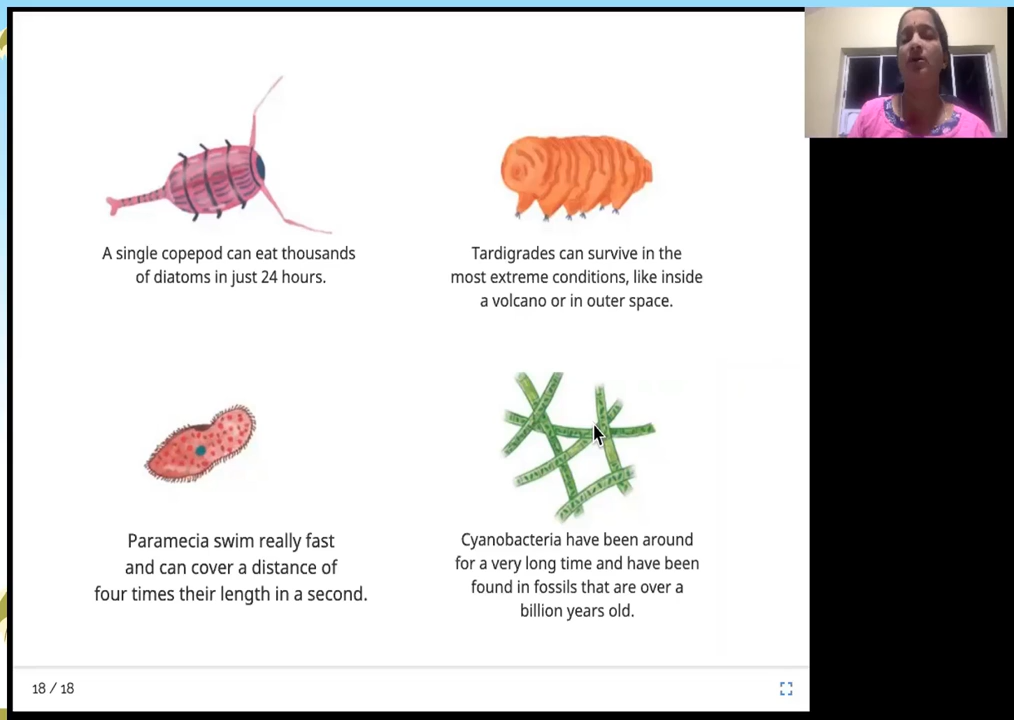 A single copepod can eat thousands
of diatoms in just 24 hours.
Tardigrades can survive in the
most extreme conditions, like inside
a volcano or in outer space.
Paramecia swim really fast
and can cover a distance of
four times their length in a second.
Cyanobacteria have been around
for a very long time and have been
found in fossils that are over a
billion years old.
18 / 18